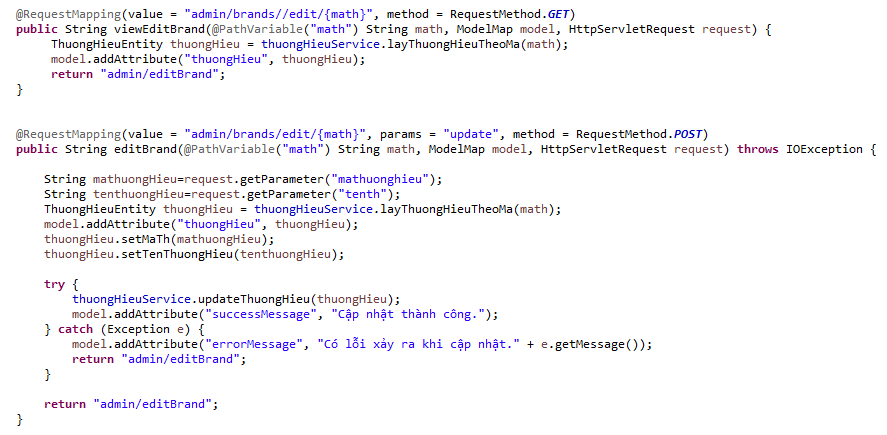 @RequestMapping(value = "admin/brands//edit/{math}", method = RequestMethod.GET)
public String viewEditBrand(@PathVariable("math") String math, ModelMap model, HttpServletRequest request) {
    ThuongHieuEntity thuongHieu = thuongHieuService.layThuongHieuTheoMa(math);
    model.addAttribute("thuongHieu", thuongHieu);
    return "admin/editBrand";
}
@RequestMapping(value = "admin/brands/edit/{math}", params = "update", method = RequestMethod.POST)
public String editBrand(@PathVariable("math") String math, ModelMap model, HttpServletRequest request) throws IOException {
    String mathuongHieu=request.getParameter("mathuonghieu");
    String tenthuongHieu=request.getParameter("tenth");
    ThuongHieuEntity thuongHieu = thuongHieuService.layThuongHieuTheoMa(math);
    model.addAttribute("thuongHieu", thuongHieu);
    thuongHieu.setMaTh(mathuongHieu);
    thuongHieu.setTenThuongHieu(tenthuongHieu);
    try {
        thuongHieuService.updateThuongHieu(thuongHieu);
        model.addAttribute("successMessage", "Cập nhật thành công.");
    } catch (Exception e) {
        model.addAttribute("errorMessage", "Có lỗi xảy ra khi cập nhật." + e.getMessage());
        return "admin/editBrand";
    }
    return "admin/editBrand";
}